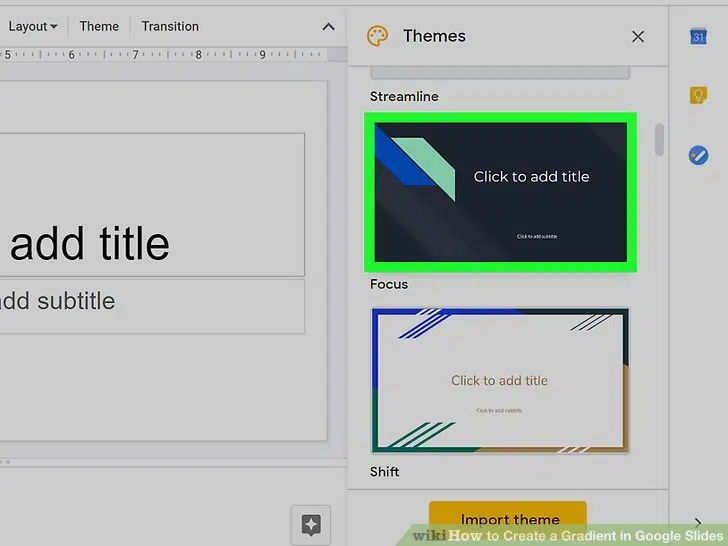 Layout Theme Transition
5 6 7 8 9
Themes
Streamline
Click to add title
Click to add subtitle
Focus
add title
add subtitle
Click to add title
Click to add subtitle
Shift
Import theme
31
wikiHow to Create a Gradient in Google Slides